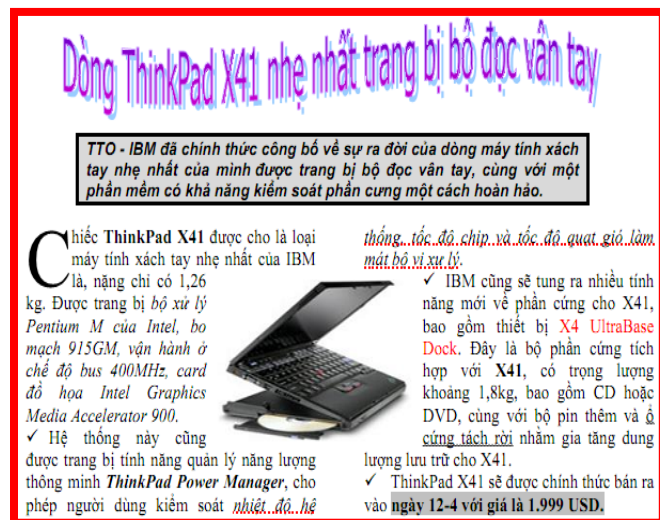 Dòng ThinkPad X41 nhẹ nhất trang bị bộ đọc vân tay
TTO - IBM đã chính thức công bố về sự ra đời của dòng máy tính xách
tay nhẹ nhất của mình được trang bị bộ đọc vân tay, cùng với một
phần mềm có khả năng kiểm soát phần cưng một cách hoàn hảo.
Chiếc ThinkPad X41 được cho là loại
máy tính xách tay nhẹ nhất của IBM
là, nặng chỉ có 1,26
kg. Được trang bị bộ xử lý
Pentium M của Intel, bo
mạch 915GM, vận hành ở
chế độ bus 400MHz, card
đồ họa Intel Graphics
Media Accelerator 900.
✓ Hệ thống này cũng
được trang bị tính năng quản lý năng lượng
thông minh ThinkPad Power Manager, cho
phép người dùng kiểm soát nhiệt độ hệ
thống, tốc độ chip và tốc độ quạt gió làm
mát bộ vi xư lý.
✓ IBM cũng sẽ tung ra nhiều tính
năng mới về phần cứng cho X41,
bao gồm thiết bị X4 UltraBase
Dock. Đây là bộ phần cứng tích
hợp với X41, có trọng lượng
khoảng 1,8kg, bao gồm CD hoặc
DVD, cùng với bộ pin thêm và ổ
cứng tách rời nhằm gia tăng dung
lượng lưu trữ cho X41.
✓ ThinkPad X41 sẽ được chính thức bán ra
vào ngày 12-4 với giá là 1.999 USD.